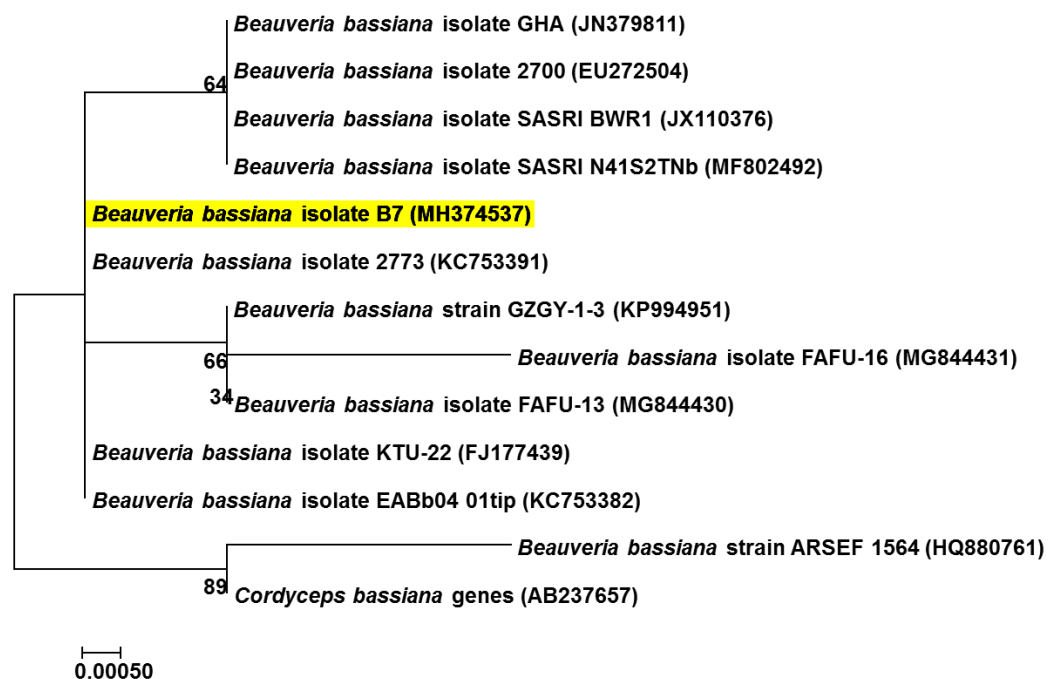 Beauveria bassiana isolate GHA (JN379811)
Beauveria bassiana isolate 2700 (EU272504)
64
Beauveria bassiana isolate SASRI BWR1 (JX110376)
Beauveria bassiana isolate SASRI N41S2TNb (MF802492)
Beauveria bassiana isolate B7 (MH374537)
Beauveria bassiana isolate 2773 (KC753391)
Beauveria bassiana strain GZGY-1-3 (KP994951)
66
Beauveria bassiana isolate FAFU-16 (MG844431)
34
Beauveria bassiana isolate FAFU-13 (MG844430)
Beauveria bassiana isolate KTU-22 (FJ177439)
Beauveria bassiana isolate EABb04 01tip (KC753382)
Beauveria bassiana strain ARSEF 1564 (HQ880761)
89
Cordyceps bassiana genes (AB237657)
0.00050